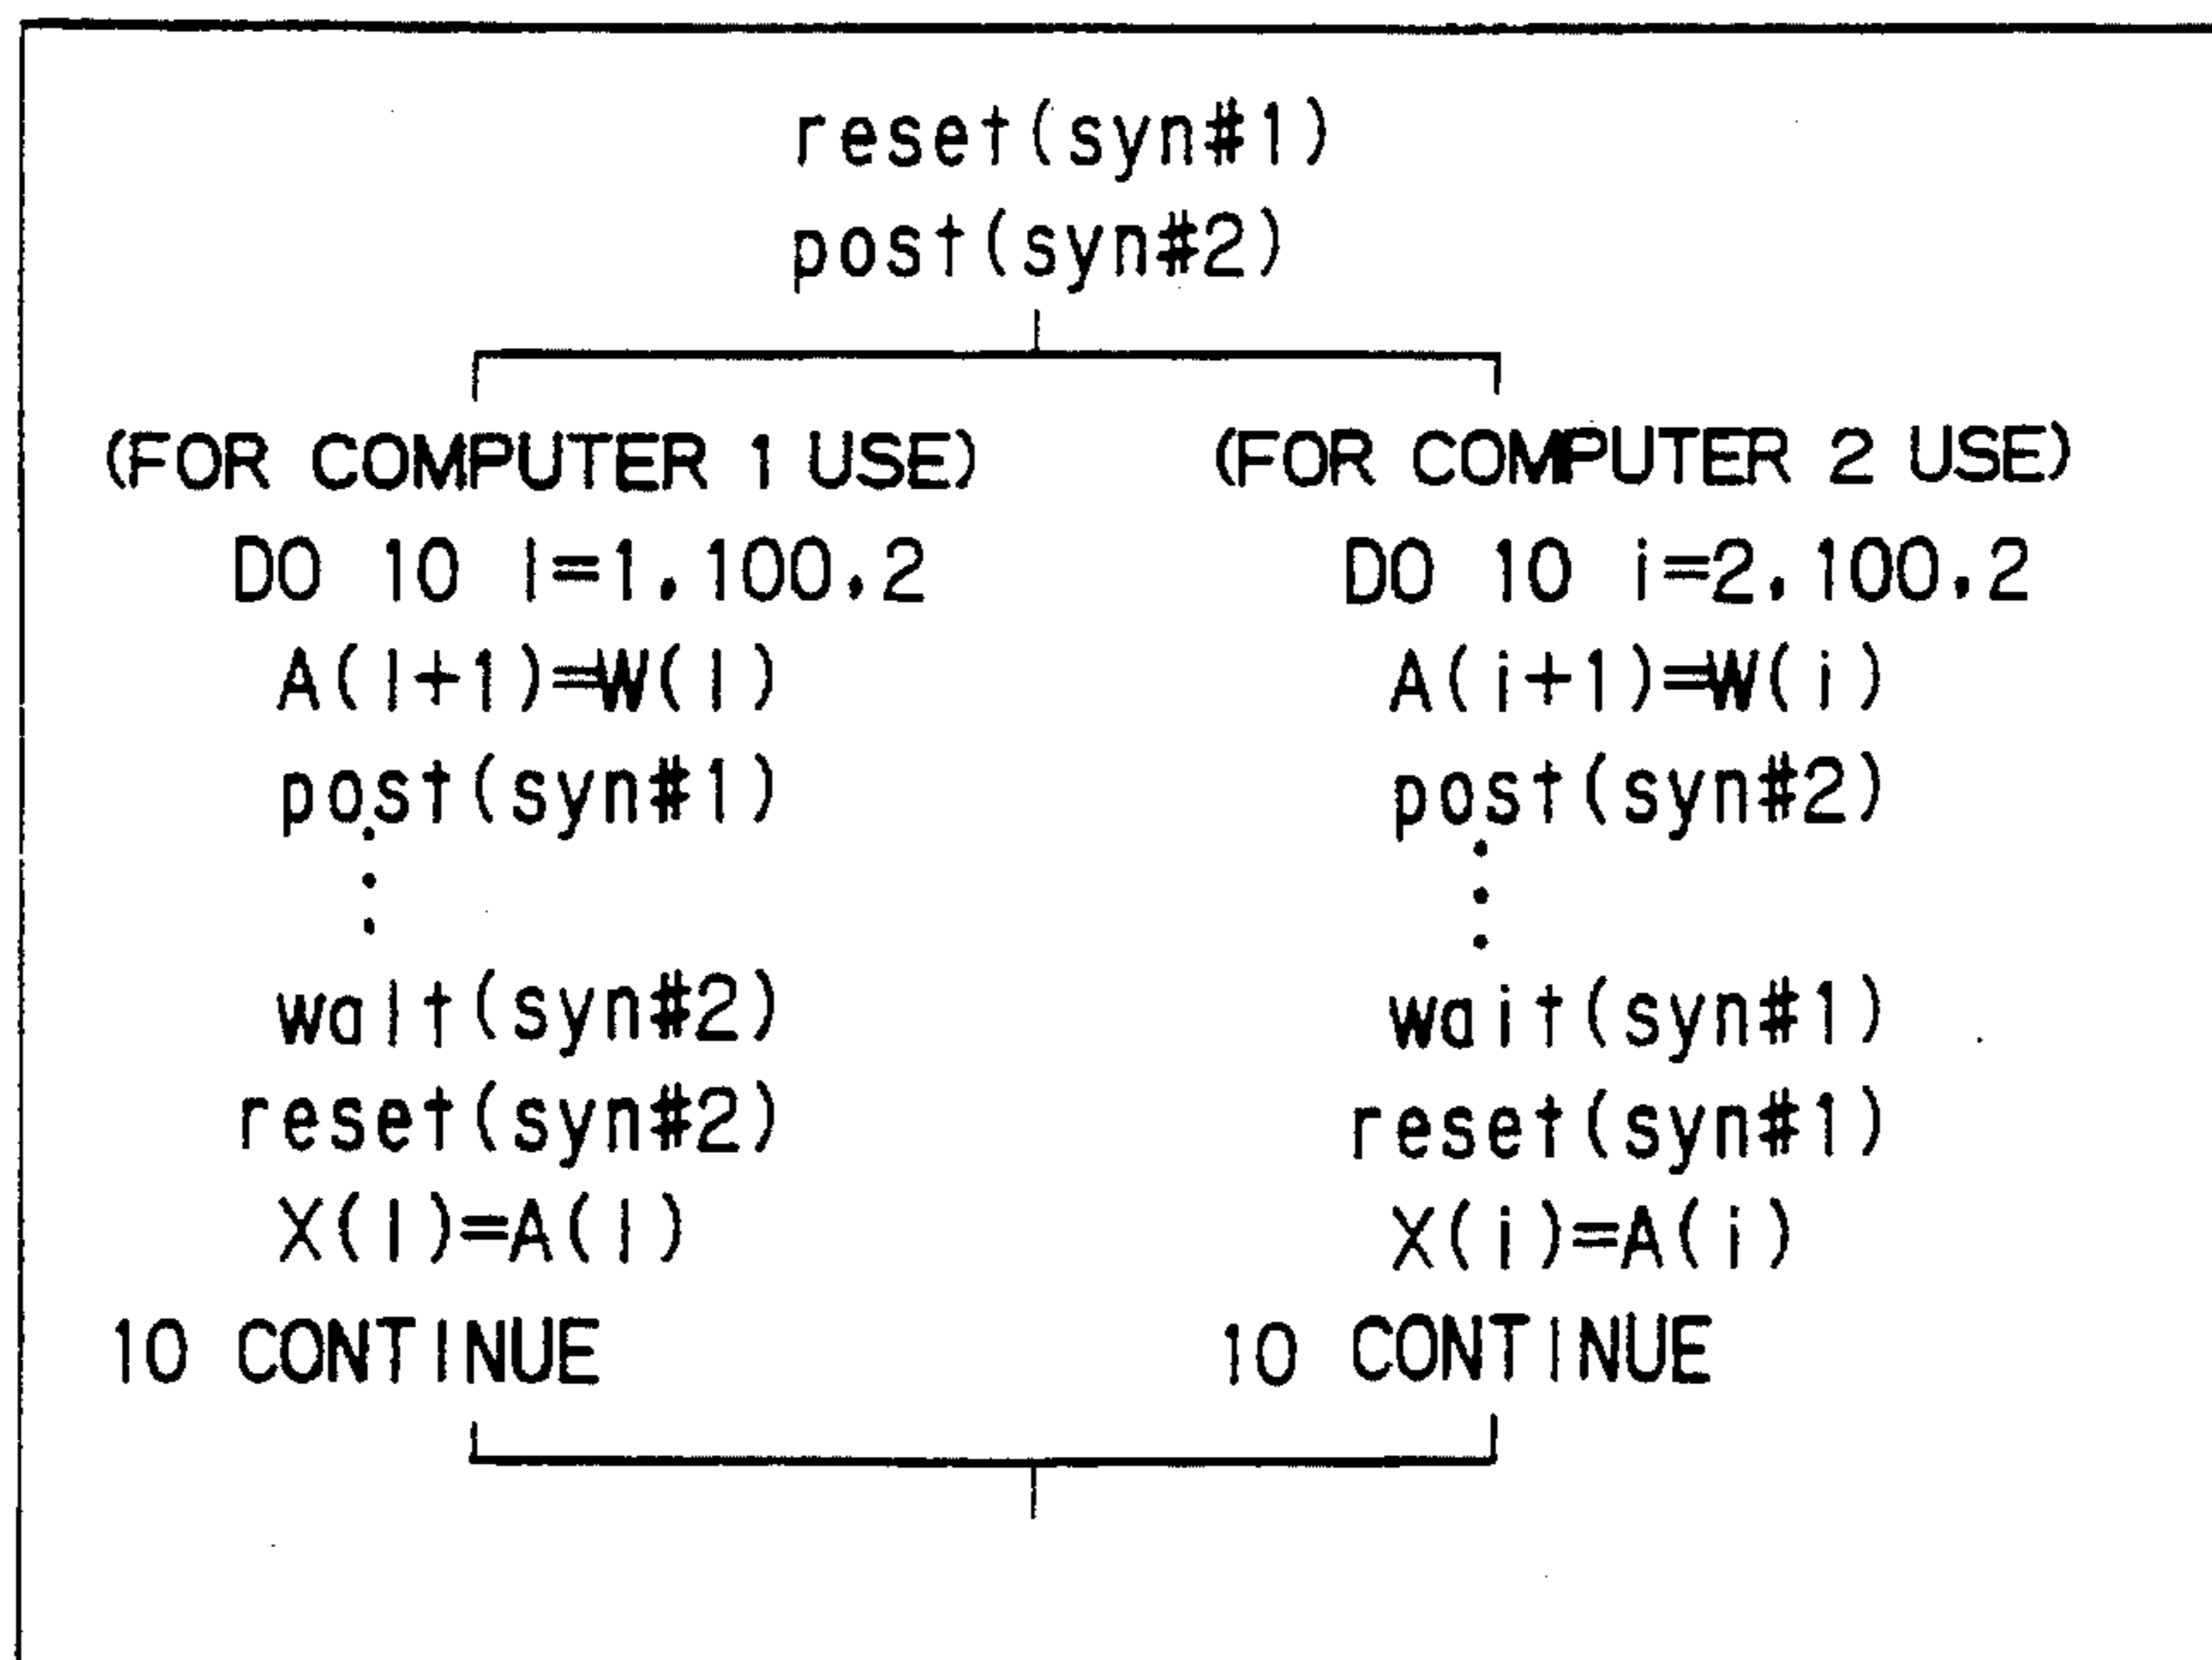 reset(syn#1)
post(syn#2)
(FOR COMPUTER 1 USE)
DO 10 i=1,100,2
A(i+1)=W(i)
post(syn#1)
wait(syn#2)
reset(syn#2)
X(i)=A(i)
10 CONTINUE
(FOR COMPUTER 2 USE)
DO 10 i=2,100,2
A(i+1)=W(i)
post(syn#2)
wait(syn#1)
reset(syn#1)
X(i)=A(i)
10 CONTINUE